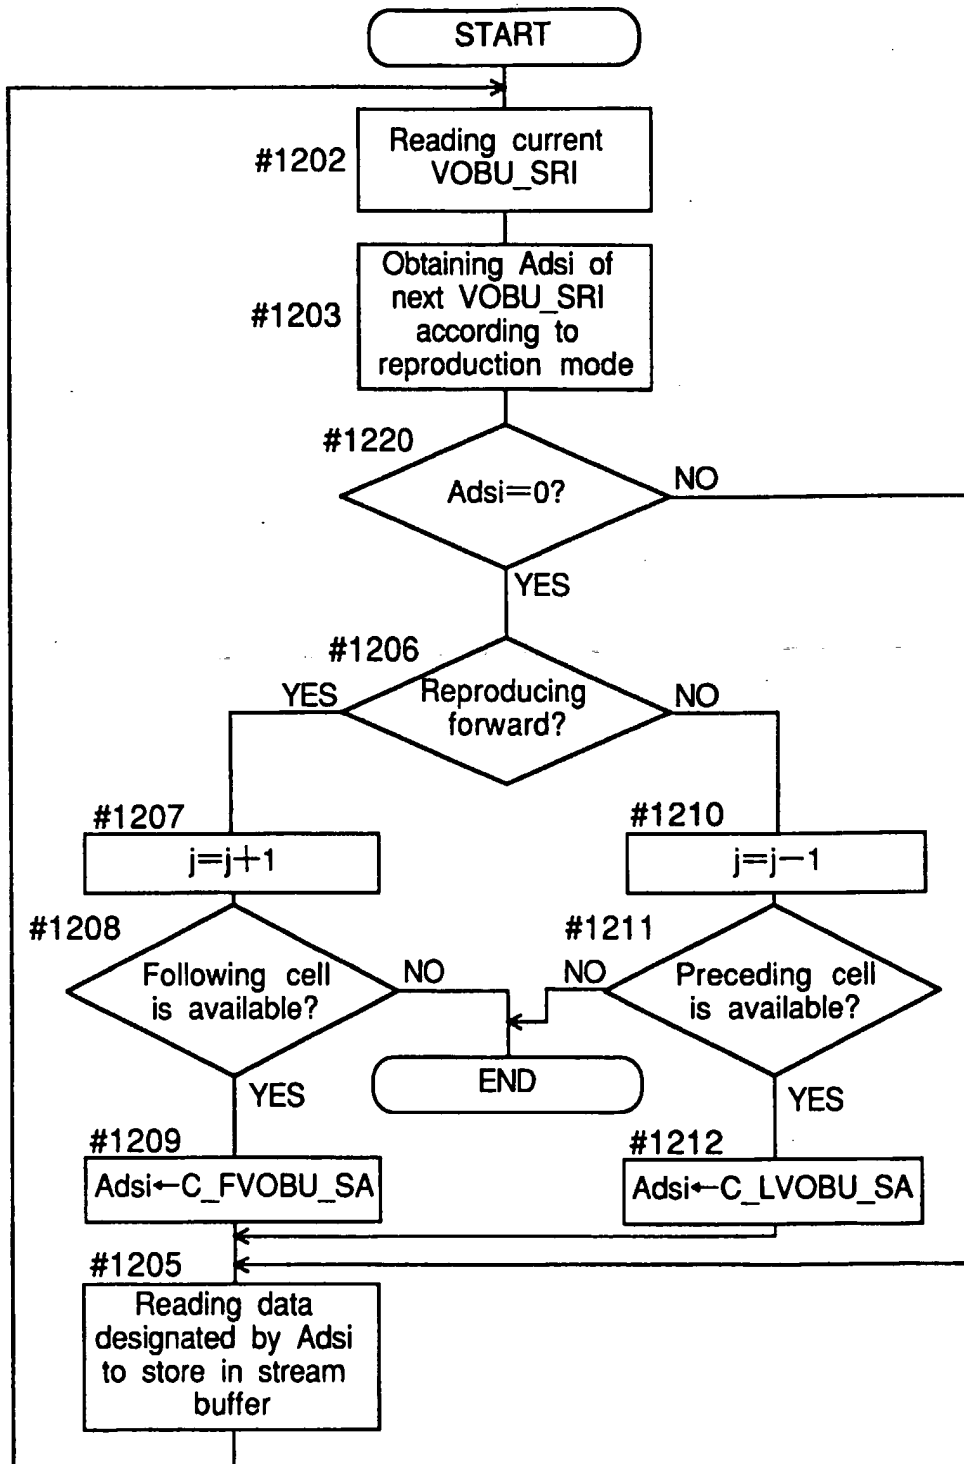 START
#1202
Reading current
VOBU_SRI
#1203
Obtaining Adsi of
next VOBU_SRI
according to
reproduction mode
#1220
Adsi=0?
NO
YES
#1206
Reproducing
forward?
YES
NO
#1207
j=j+1
#1210
j=j−1
#1208
Following cell
is available?
NO
#1211
NO
Preceding cell
is available?
END
YES
YES
#1209
Adsi←C_FVOBU_SA
#1212
Adsi←C_LVOBU_SA
#1205
Reading data
designated by Adsi
to store in stream
buffer